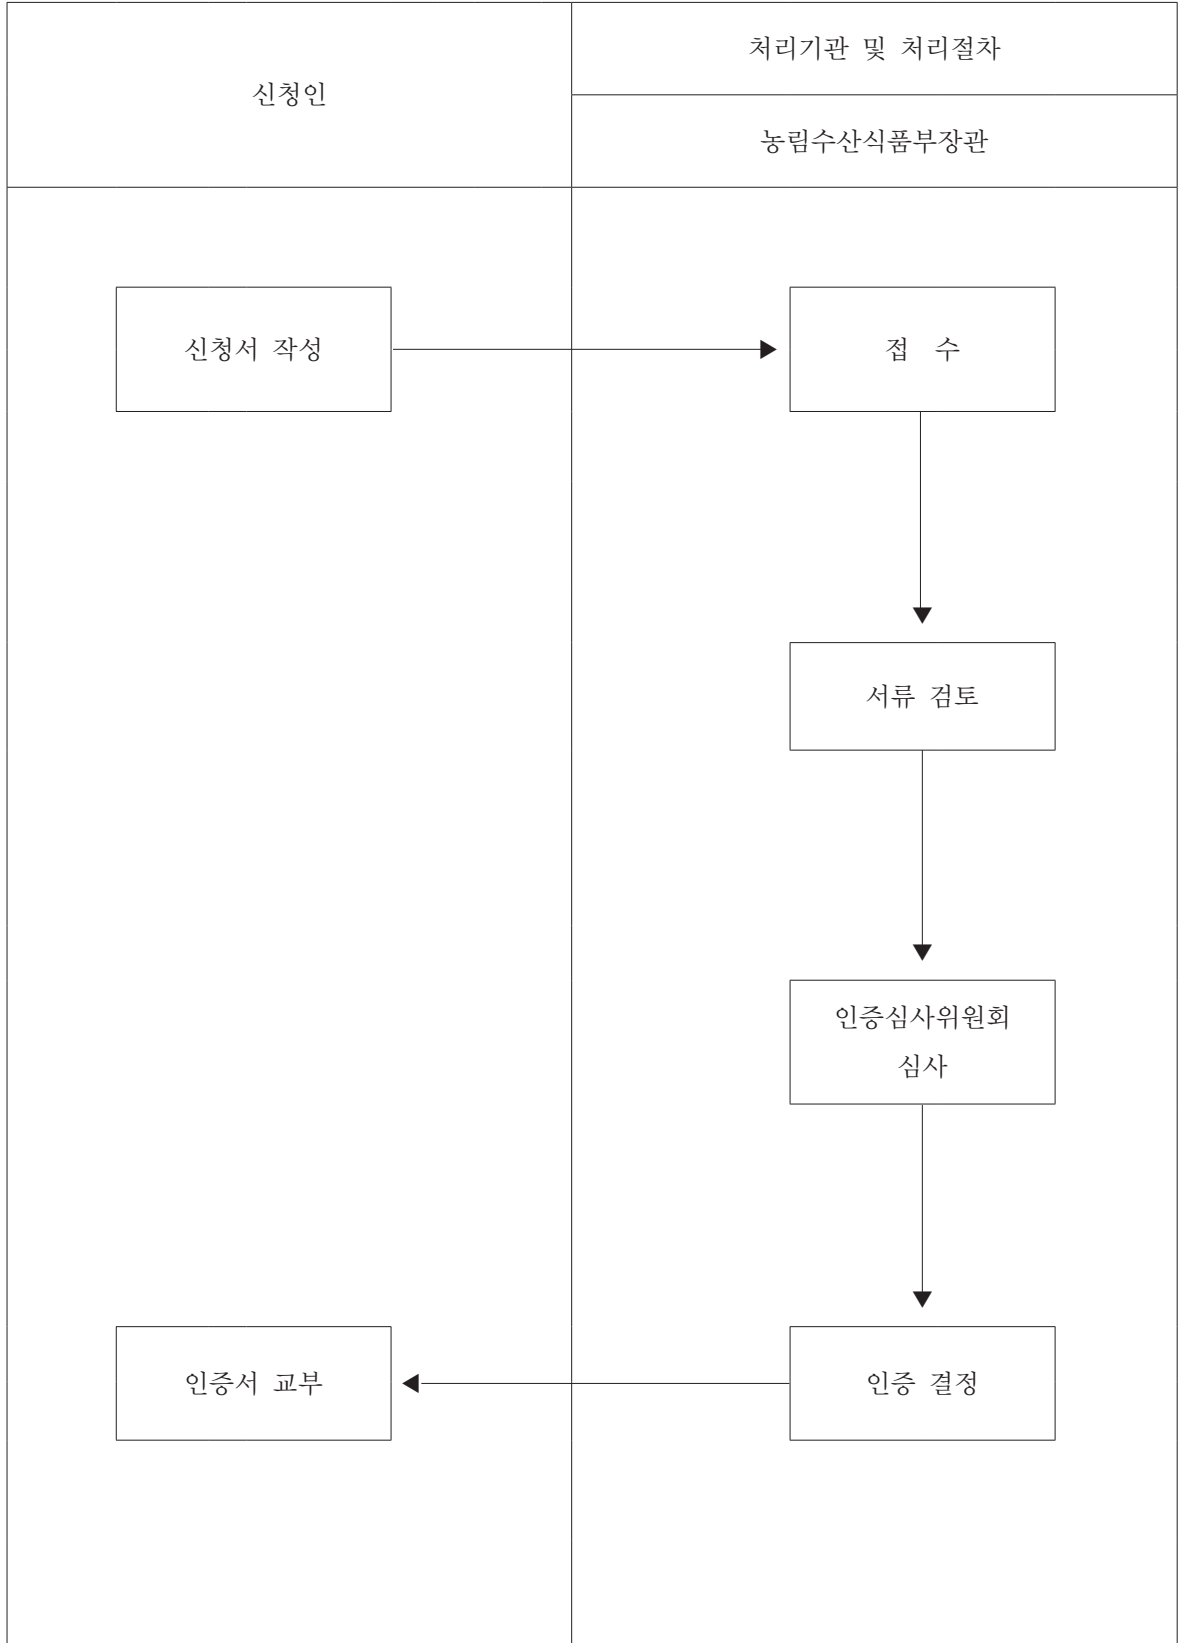 신청인
처리기관 및 처리절차
농림수산식품부장관
신청서 작성
접 수
서류 검토
인증심사위원회
심사
인증서 교부
인증 결정